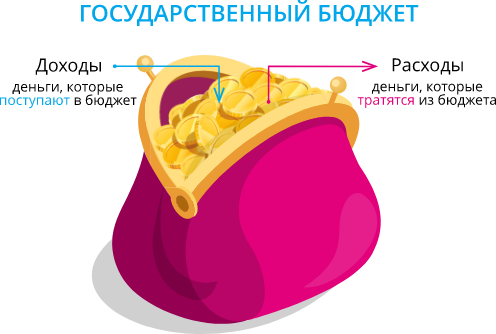 ГОСУДАРСТВЕННЫЙ БЮДЖЕТ
Доходы
деньги, которые
поступают в бюджет
Расходы
деньги, которые
тратятся из бюджета